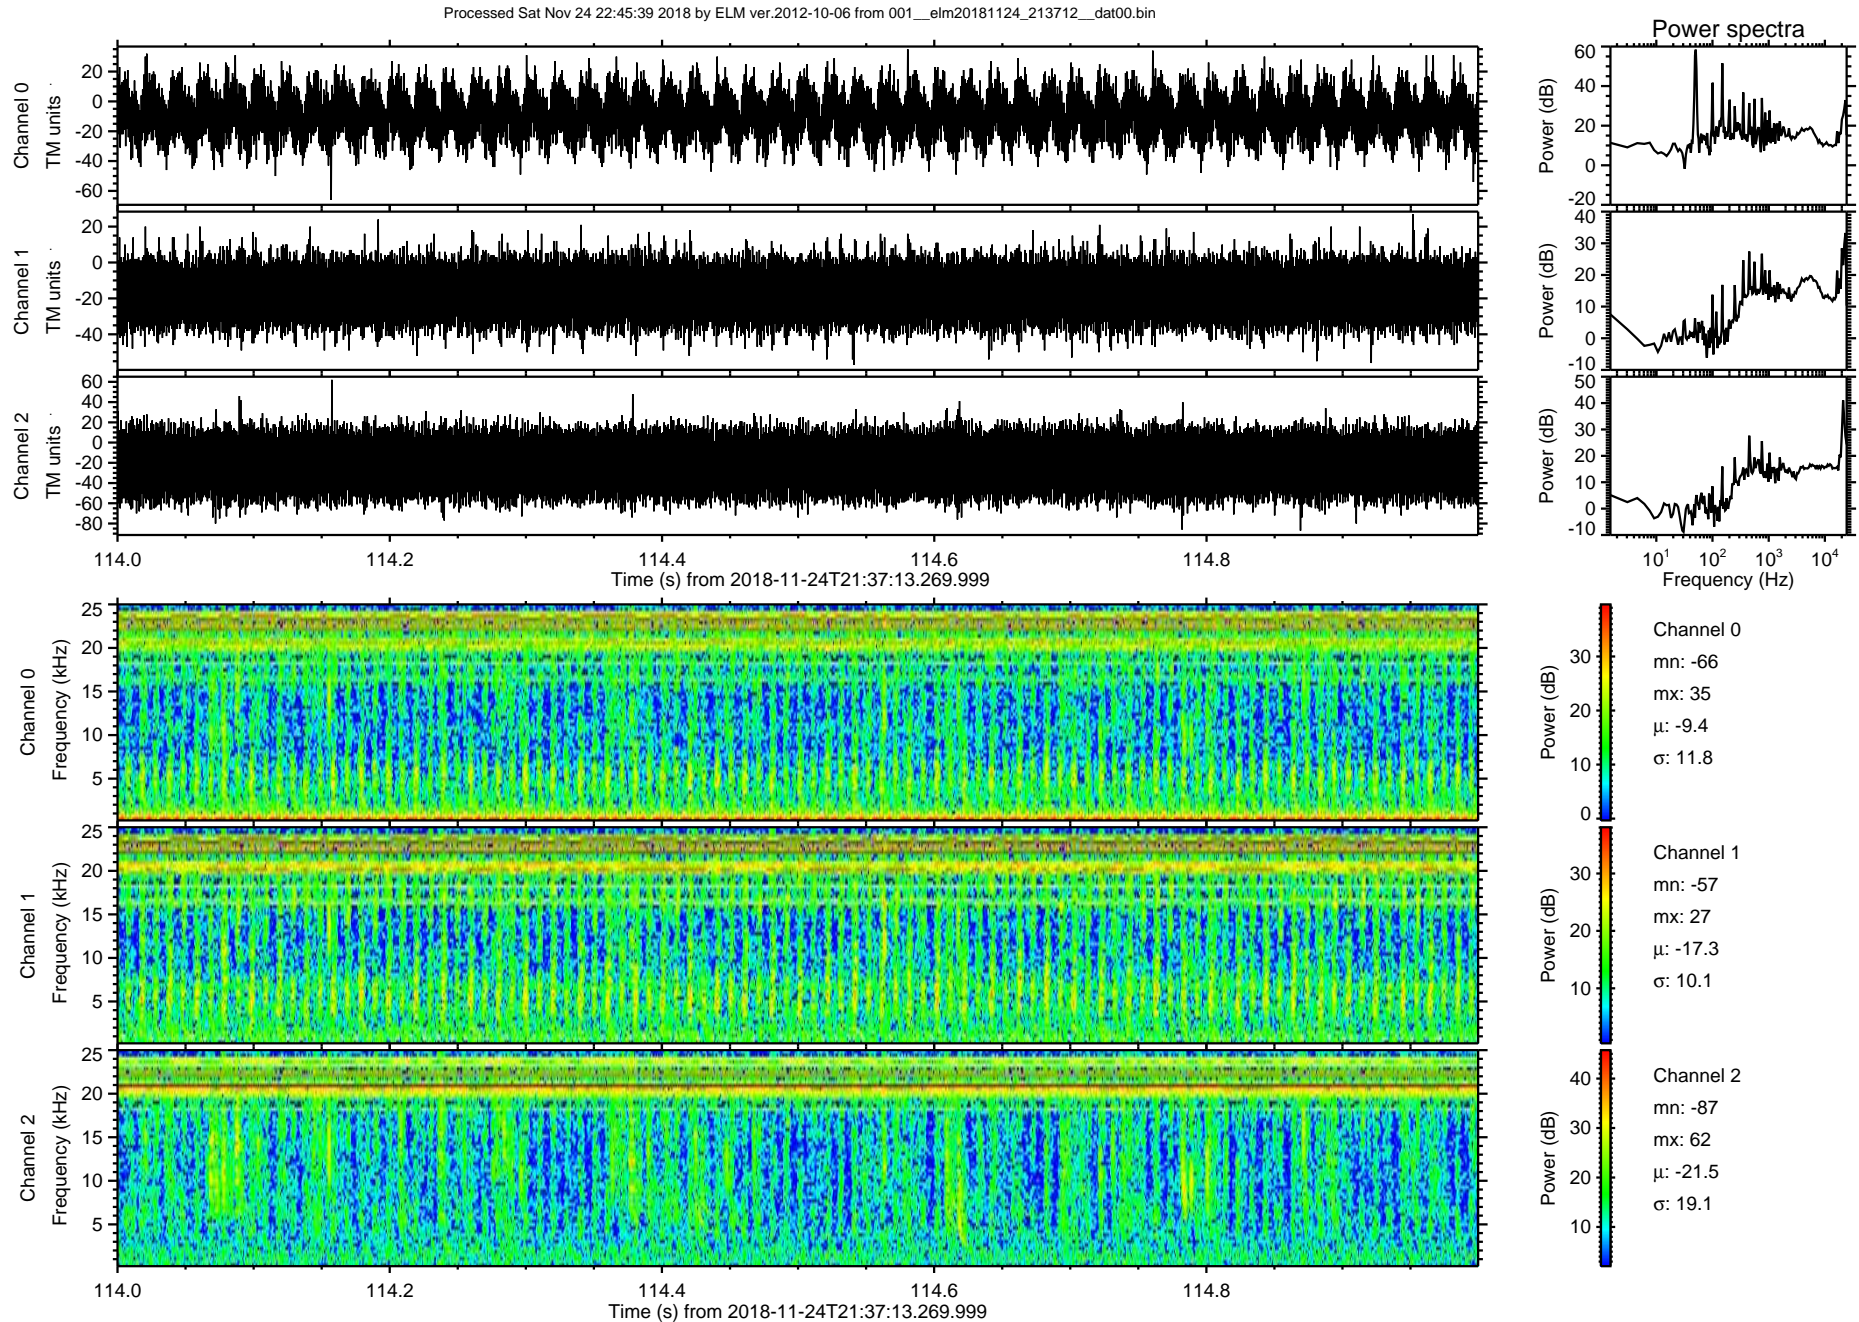 Processed Sat Nov 24 22:45:39 2018 by ELM ver.2012-10-06 from 001__elm20181124_213712__dat00.bin
Power spectra
Channel 0
TM units
20
0
-20
-40
-60
Power (dB)
60
40
20
0
-20
Channel 1
TM units
20
0
-20
-40
Power (dB)
40
30
20
10
0
-10
Channel 2
TM units
60
40
20
0
-20
-40
-60
-80
Power (dB)
50
40
30
20
10
0
-10
114.0 114.2 114.4 114.6 114.8
Time (s) from 2018-11-24T21:37:13.269.999
10¹ 10² 10³ 10⁴
Frequency (Hz)
Channel 0
Frequency (kHz)
25
20
15
10
5
Power (dB)
30
20
10
0
Channel 0
mn: -66
mx: 35
µ: -9.4
σ: 11.8
Channel 1
Frequency (kHz)
25
20
15
10
5
Power (dB)
30
20
10
Channel 1
mn: -57
mx: 27
µ: -17.3
σ: 10.1
Channel 2
Frequency (kHz)
25
20
15
10
5
Power (dB)
40
30
20
10
Channel 2
mn: -87
mx: 62
µ: -21.5
σ: 19.1
114.0 114.2 114.4 114.6 114.8
Time (s) from 2018-11-24T21:37:13.269.999